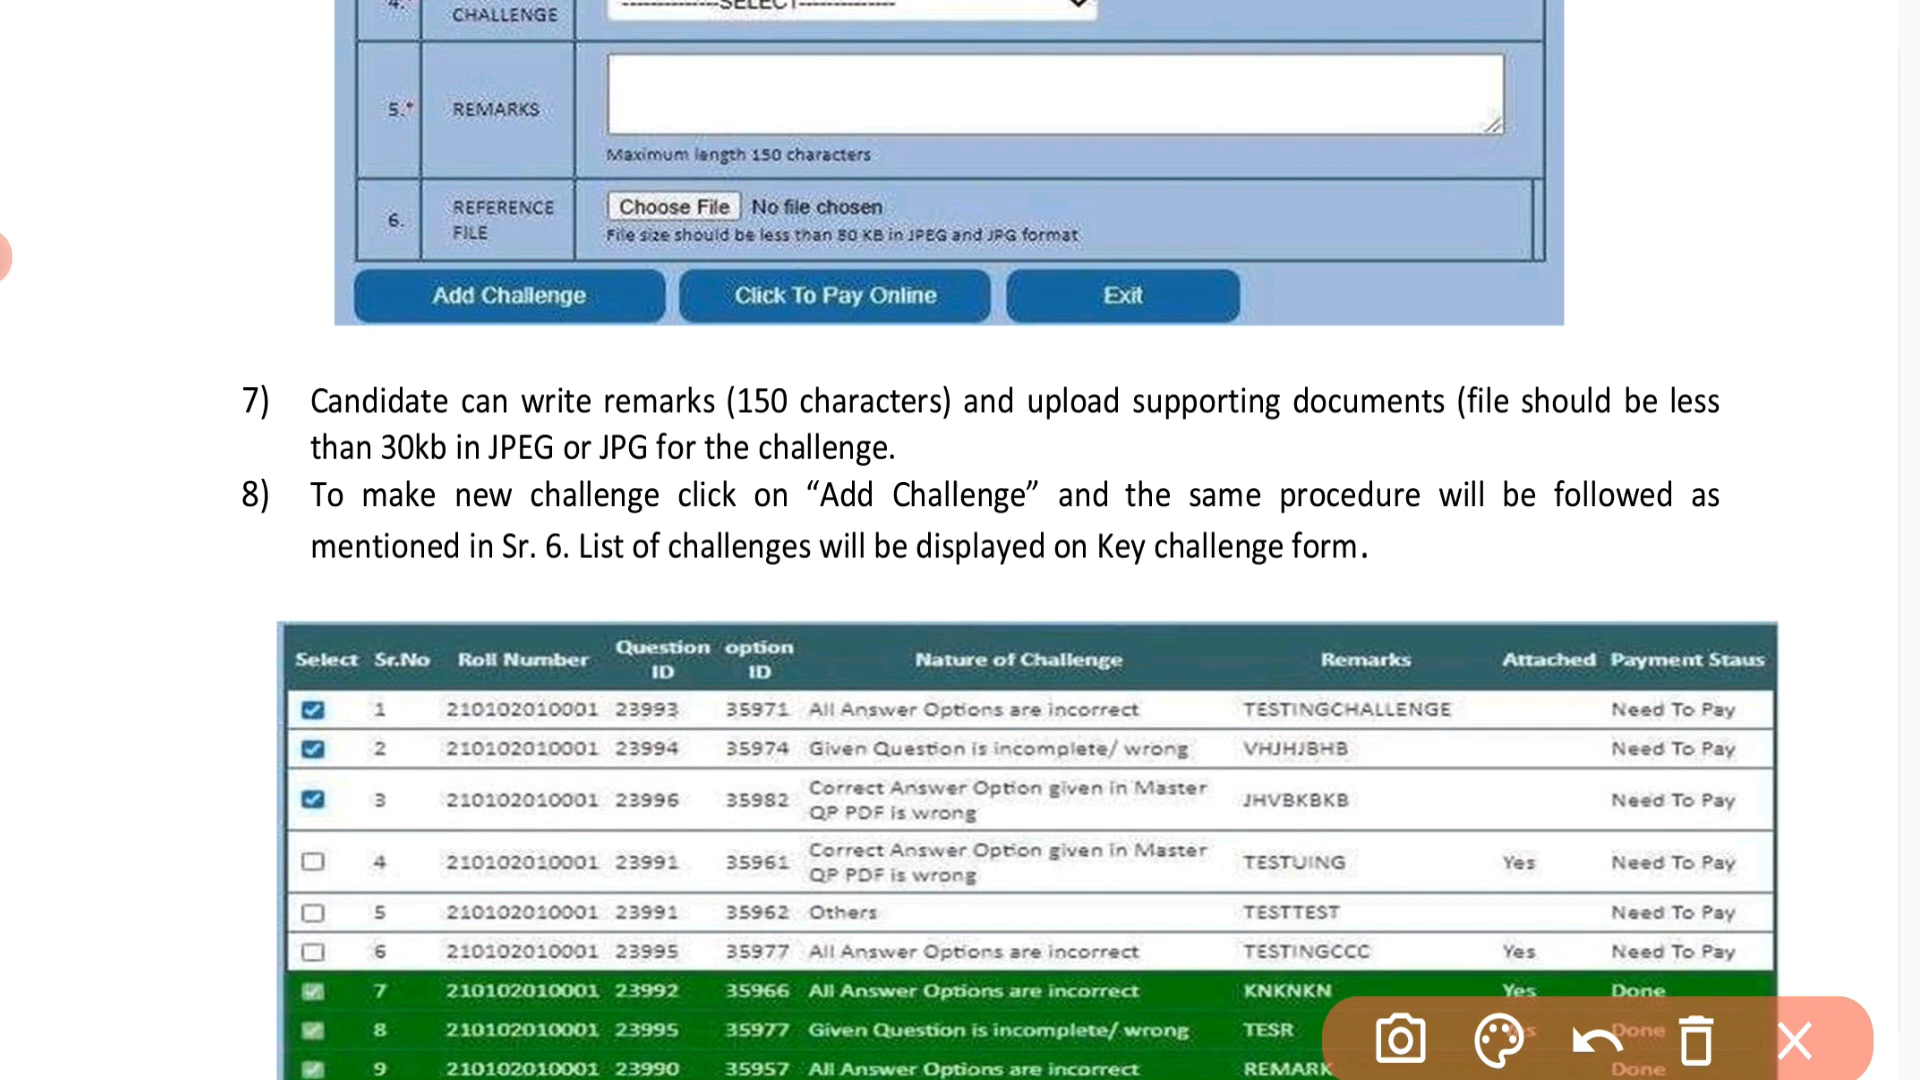 4.*
CHALLENGE
---------------SELECT---------------
5.*
REMARKS
Maximum length 150 characters
6.
REFERENCE
FILE
Choose File No file chosen
File size should be less than 80 KB in JPEG and JPG format
Add Challenge
Click To Pay Online
Exit
7) Candidate can write remarks (150 characters) and upload supporting documents (file should be less
than 30kb in JPEG or JPG for the challenge.
8) To make new challenge click on “Add Challenge” and the same procedure will be followed as
mentioned in Sr. 6. List of challenges will be displayed on Key challenge form.
Select Sr.No Roll Number Question ID option ID Nature of Challenge Remarks Attached Payment Staus
1 210102010001 23993 35971 All Answer Options are incorrect TESTINGCHALLENGE Need To Pay
2 210102010001 23994 35974 Given Question is incomplete/ wrong VHJHJBHB Need To Pay
3 210102010001 23996 35982 Correct Answer Option given in Master JHVBKBKB Need To Pay
QP PDF is wrong
4 210102010001 23991 35961 Correct Answer Option given in Master TESTUING Yes Need To Pay
QP PDF is wrong
5 210102010001 23991 35962 Others TESTTEST Need To Pay
6 210102010001 23995 35977 All Answer Options are incorrect TESTINGCCC Yes Need To Pay
7 210102010001 23992 35966 All Answer Options are incorrect KNKNKN Yes Done
8 210102010001 23995 35977 Given Question is incomplete/ wrong TESR Done
9 210102010001 23990 35957 All Answer Options are incorrect REMARK Done